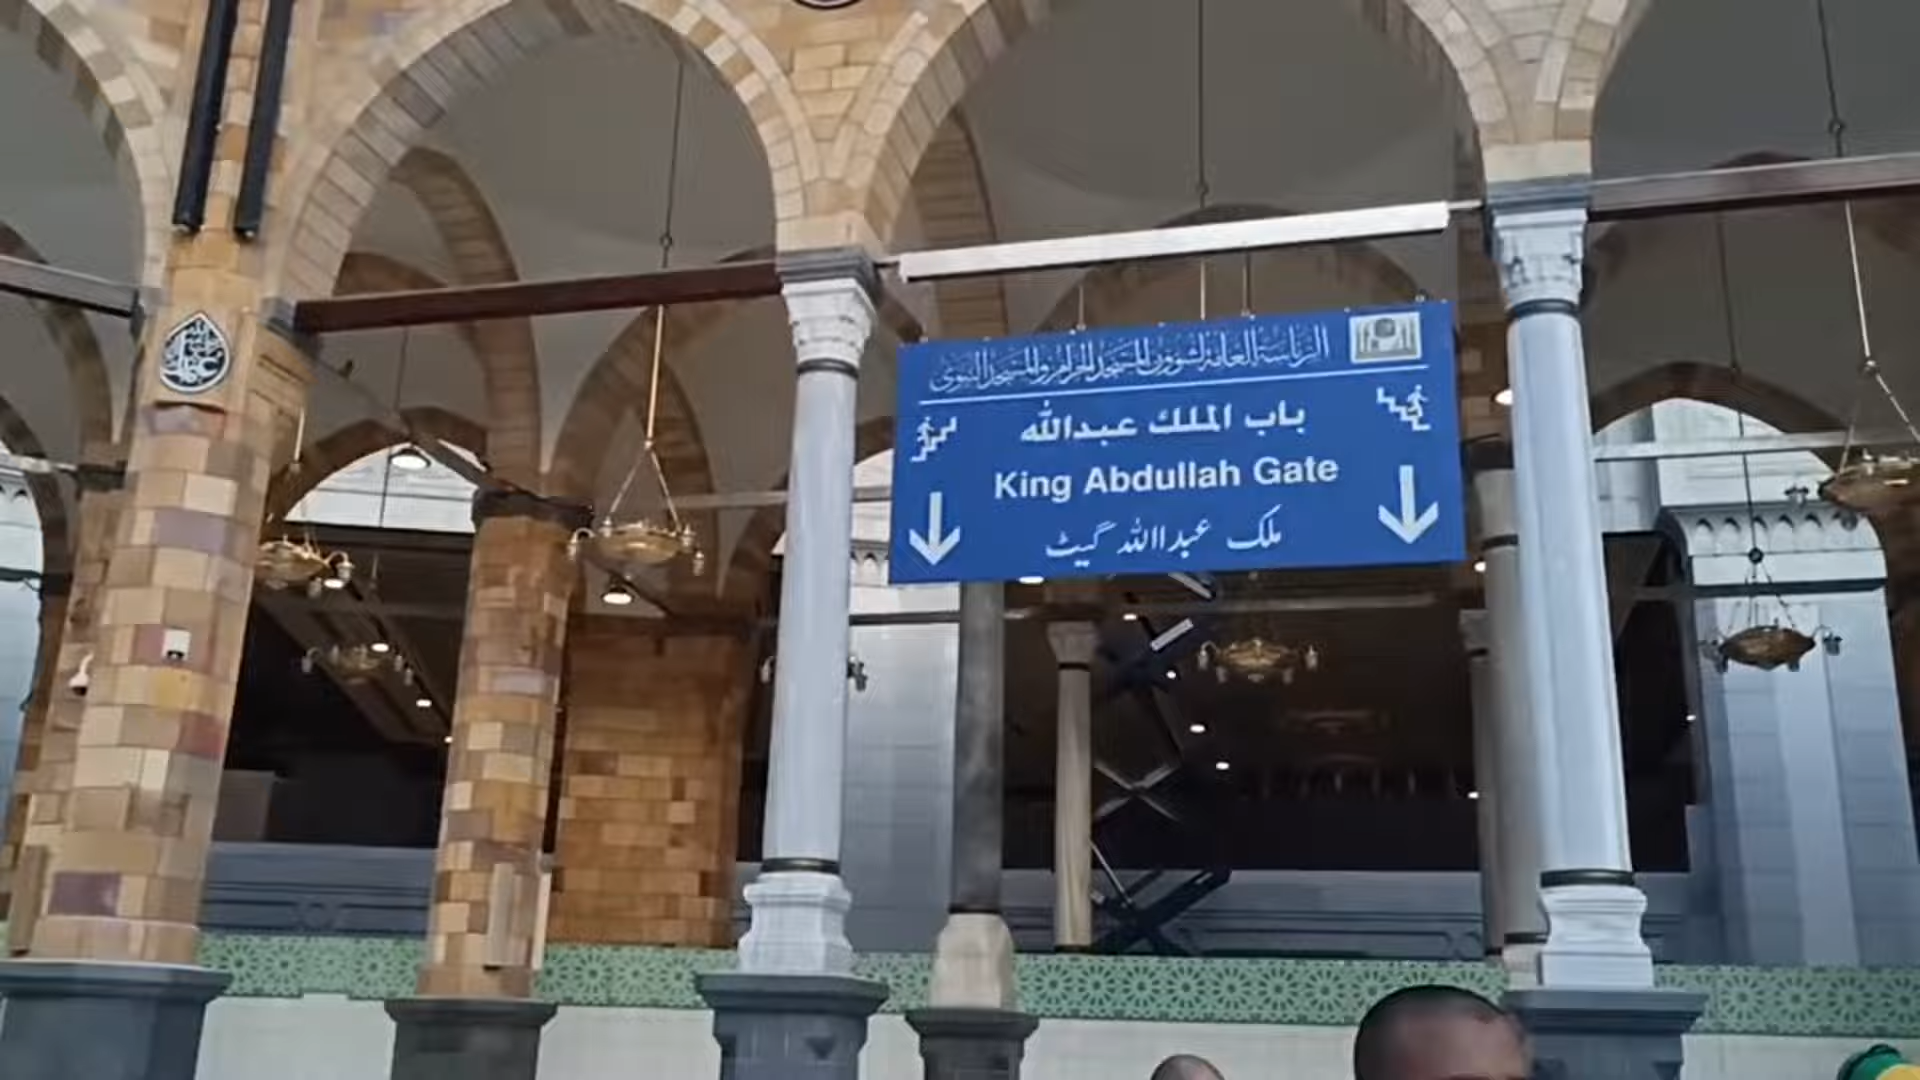 الرئاسة العامة لشؤون المسجد الحرام والمسجد النبوي
باب الملك عبدالله
King Abdullah Gate
ملک عبداللہ گیٹ